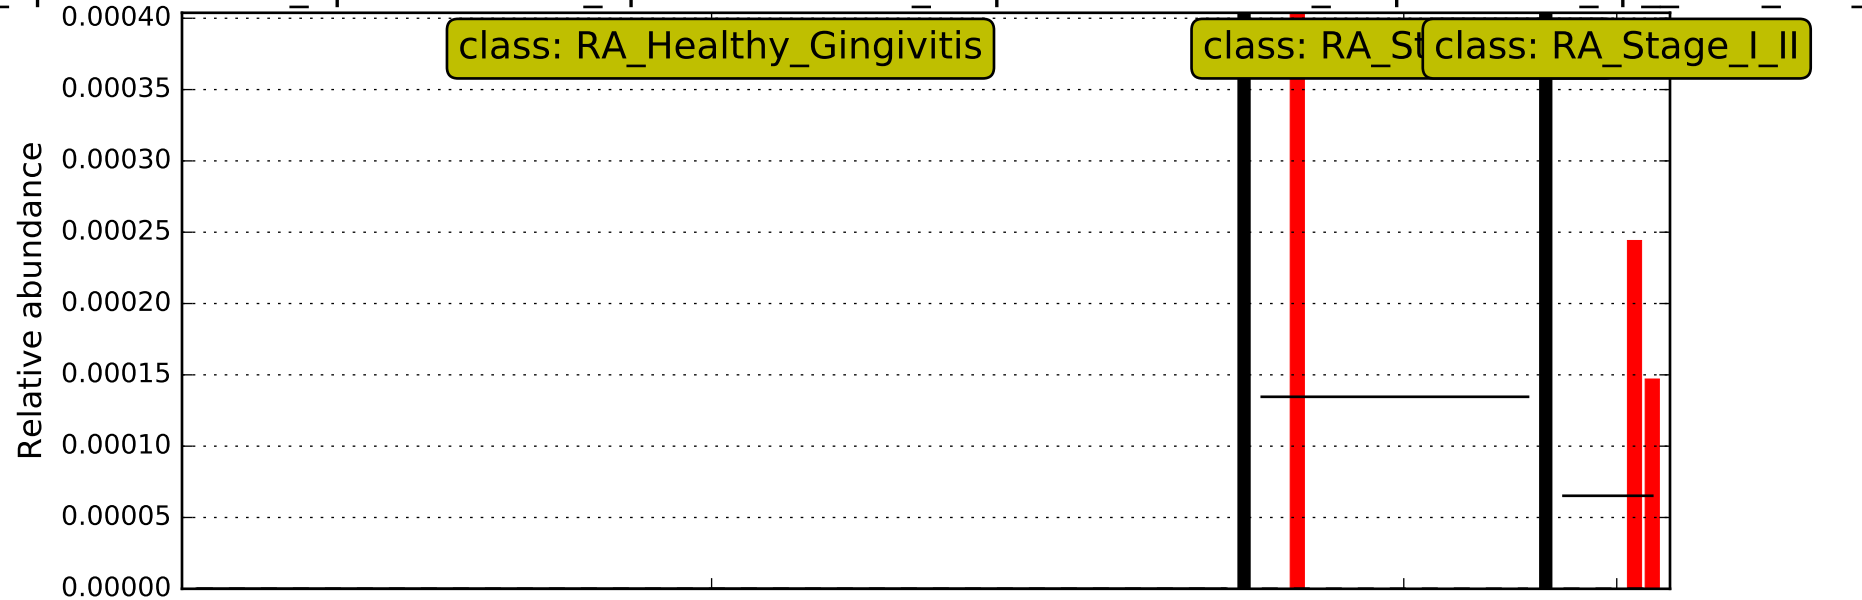 0.00040
class: RA_Healthy_Gingivitis
class: RA_St
class: RA_Stage_I_II
0.00035
0.00030
0.00025
0.00020
0.00015
0.00010
0.00005
0.00000
Relative abundance